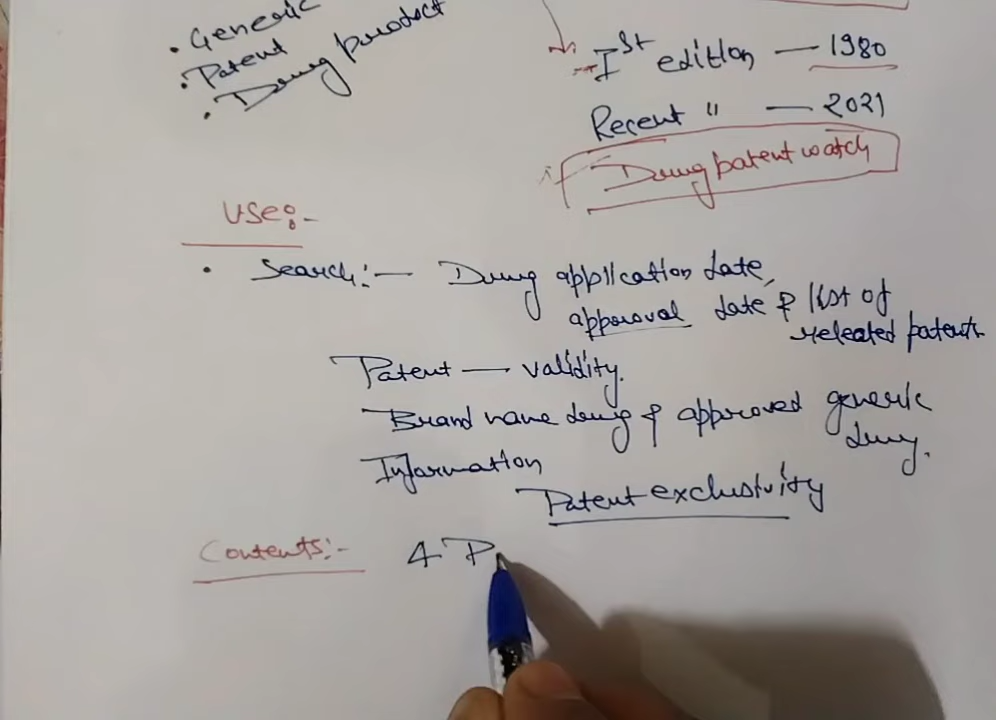 • Generic
• Patent
• Drug product
Ist edition — 1980
Recent " — 2021
Drug patent watch
Use:-
• Search:— Drug application date,
approval date & list of
releated patents
Patent — validity.
Brand name drug & approved generic
drug.
Information
Patent exclusivity
Contents:- 4 P